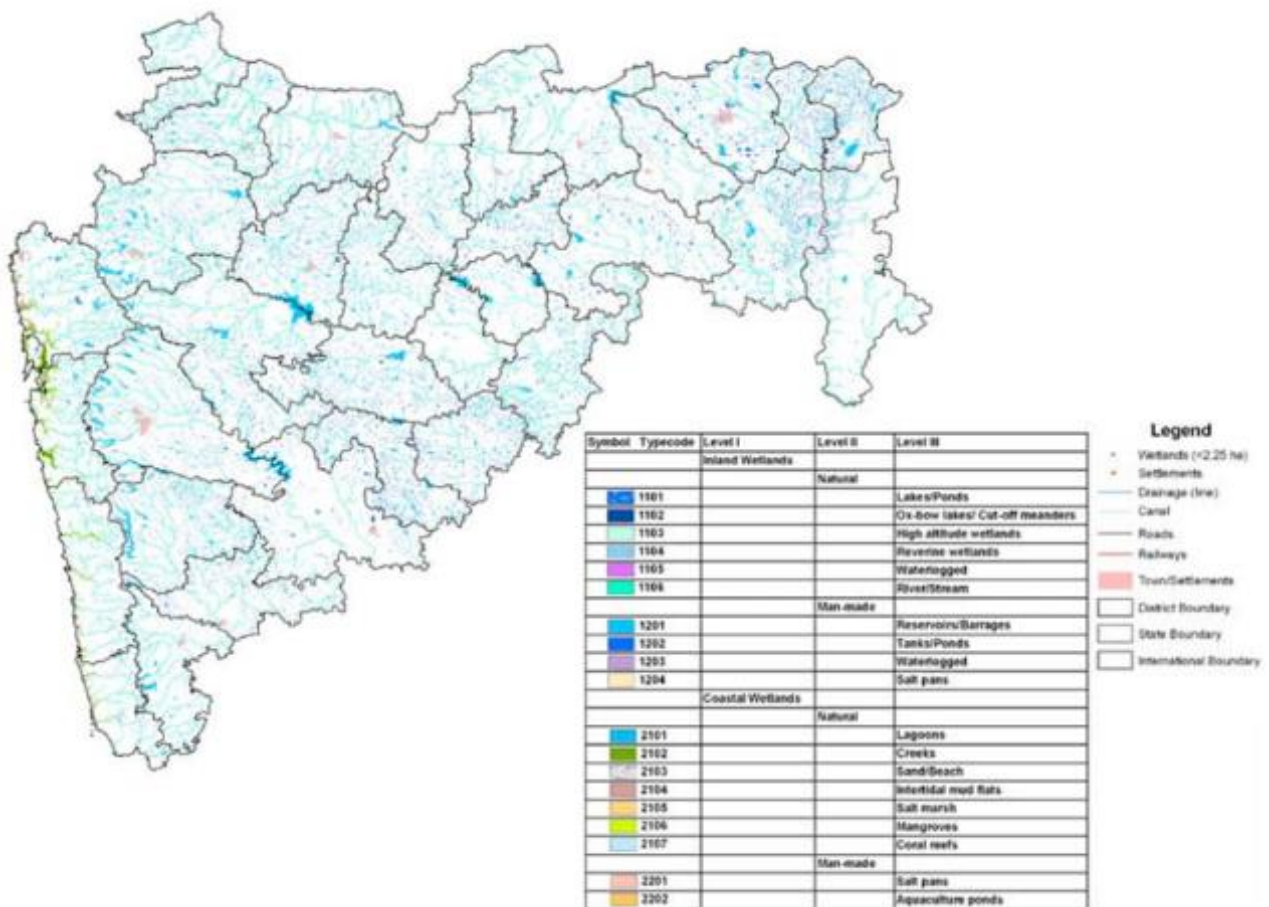 Symbol Typecode Level I Level II Level III
Inland Wetlands
Natural
1101 Lakes/Ponds
1102 Ox-bow lakes/ Cut-off meanders
1103 High altitude wetlands
1104 Reverine wetlands
1105 Waterlogged
1106 River/Stream
Man-made
1201 Reservoirs/Barrages
1202 Tanks/Ponds
1203 Waterlogged
1204 Salt pans
Coastal Wetlands
Natural
2101 Lagoons
2102 Creeks
2103 Sand/Beach
2104 Intertidal mud flats
2105 Salt marsh
2106 Mangroves
2107 Coral reefs
Man-made
2201 Salt pans
2202 Aquaculture ponds
Legend
Wetlands (<2.25 ha)
Settlements
Drainage (line)
Canal
Roads
Railways
Town/Settlements
District Boundary
State Boundary
International Boundary